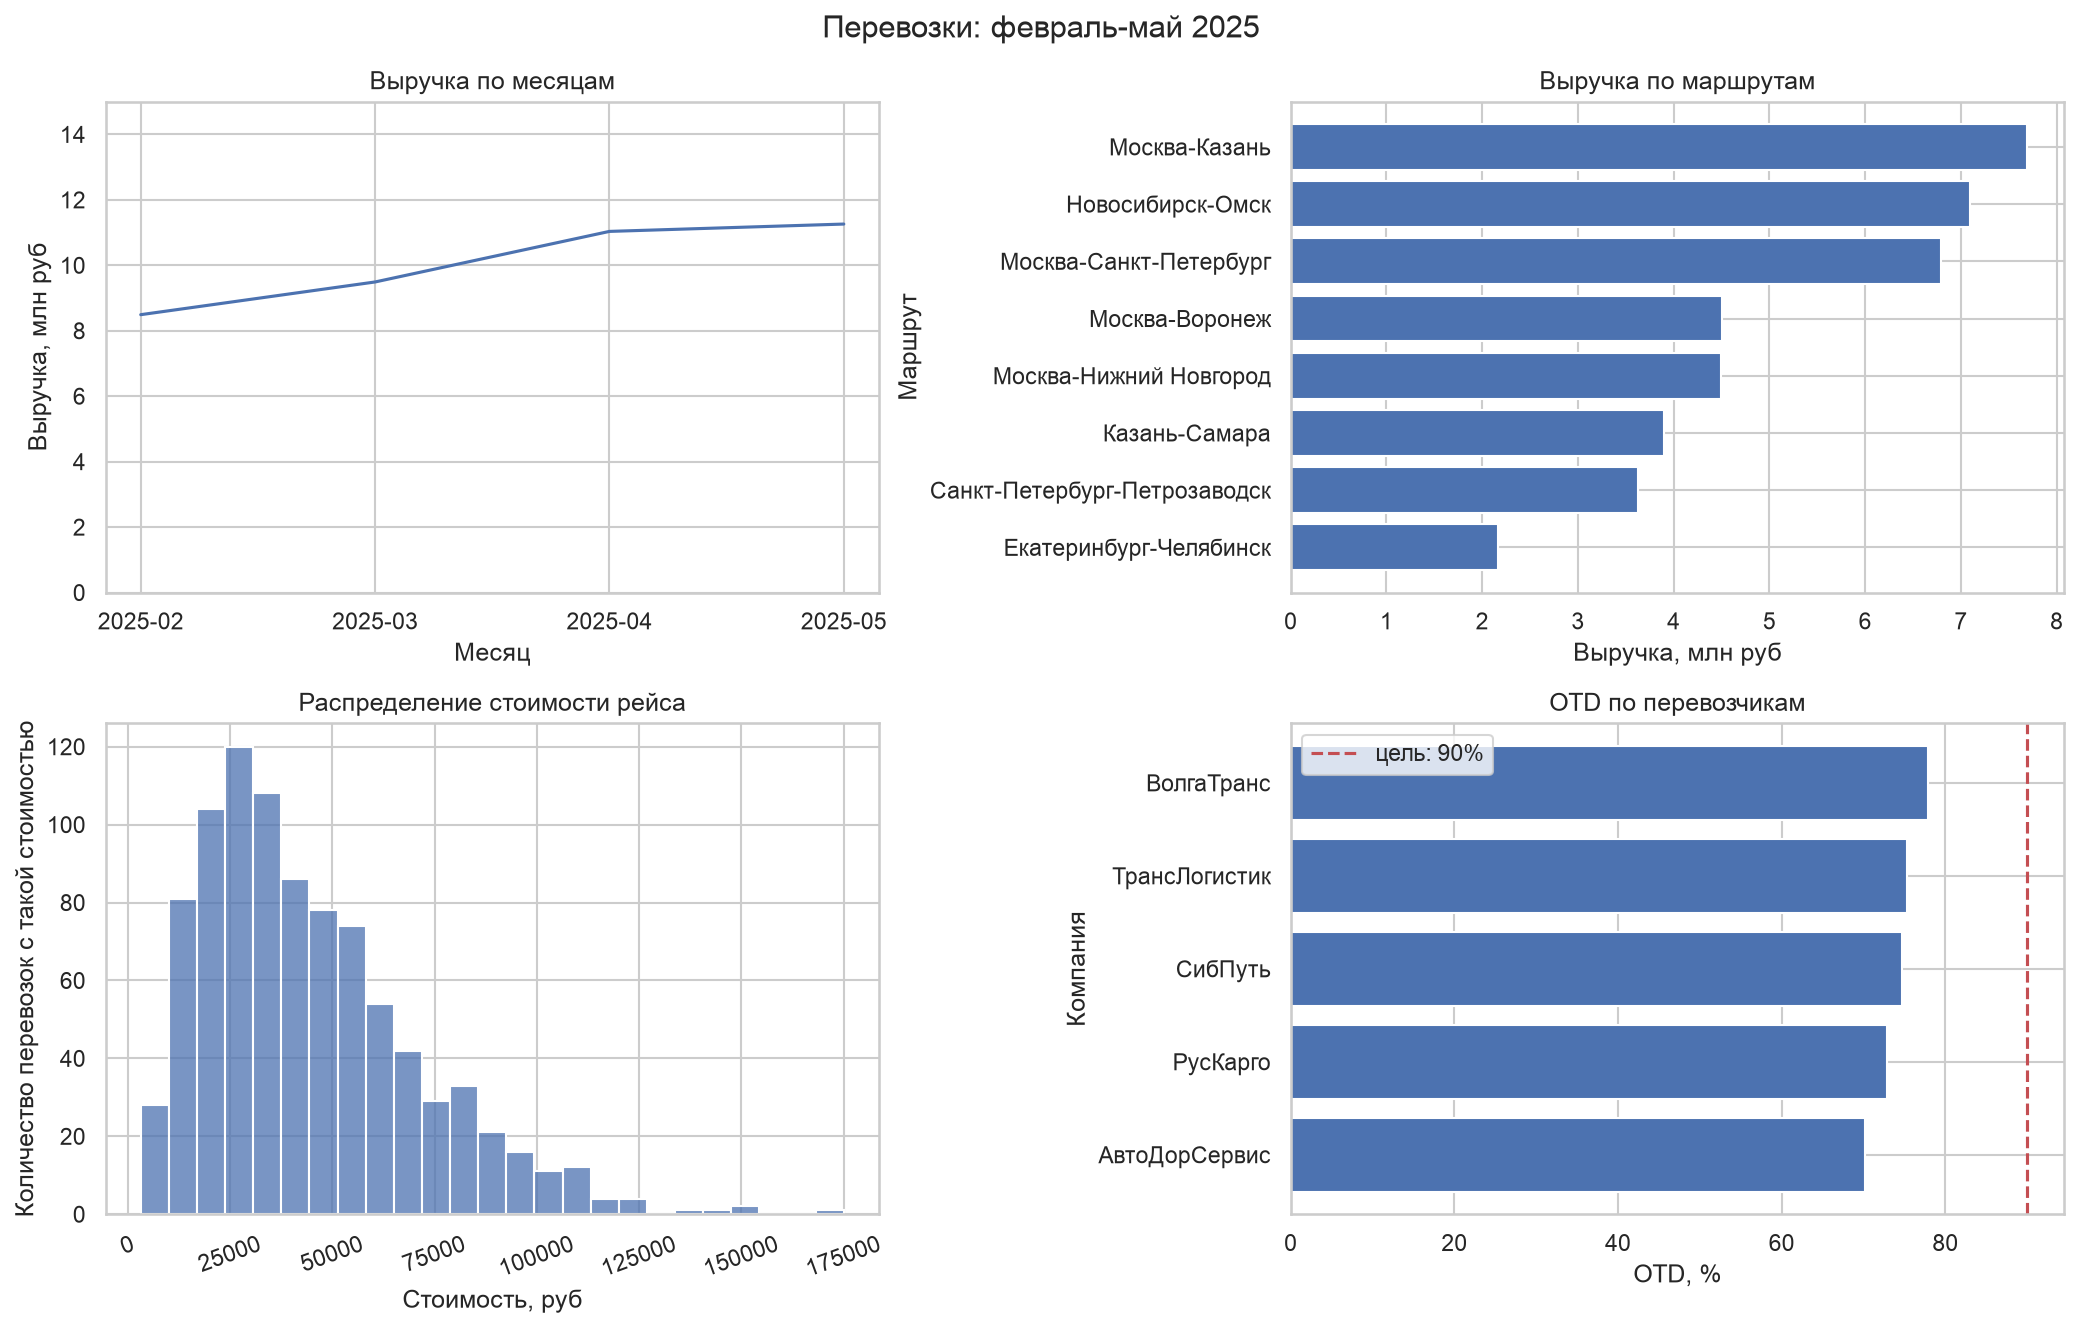 Перевозки: февраль-май 2025
Выручка по месяцам
Выручка, млн руб
14
12
10
8
6
4
2
0
2025-02
2025-03
2025-04
2025-05
Месяц
Выручка по маршрутам
Маршрут
Москва-Казань
Новосибирск-Омск
Москва-Санкт-Петербург
Москва-Воронеж
Москва-Нижний Новгород
Казань-Самара
Санкт-Петербург-Петрозаводск
Екатеринбург-Челябинск
0
1
2
3
4
5
6
7
8
Выручка, млн руб
Распределение стоимости рейса
Количество перевозок с такой стоимостью
120
100
80
60
40
20
0
0
25000
50000
75000
100000
125000
150000
175000
Стоимость, руб
OTD по перевозчикам
цель: 90%
Компания
ВолгаТранс
ТрансЛогистик
СибПуть
РусКарго
АвтоДорСервис
0
20
40
60
80
OTD, %